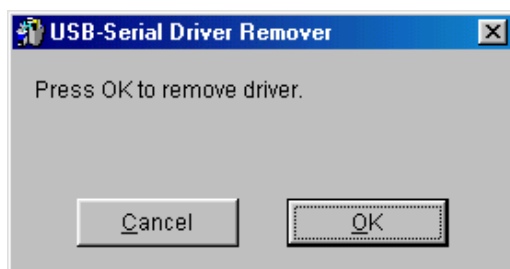 USB-Serial Driver Remover
Press OK to remove driver.
Cancel
OK